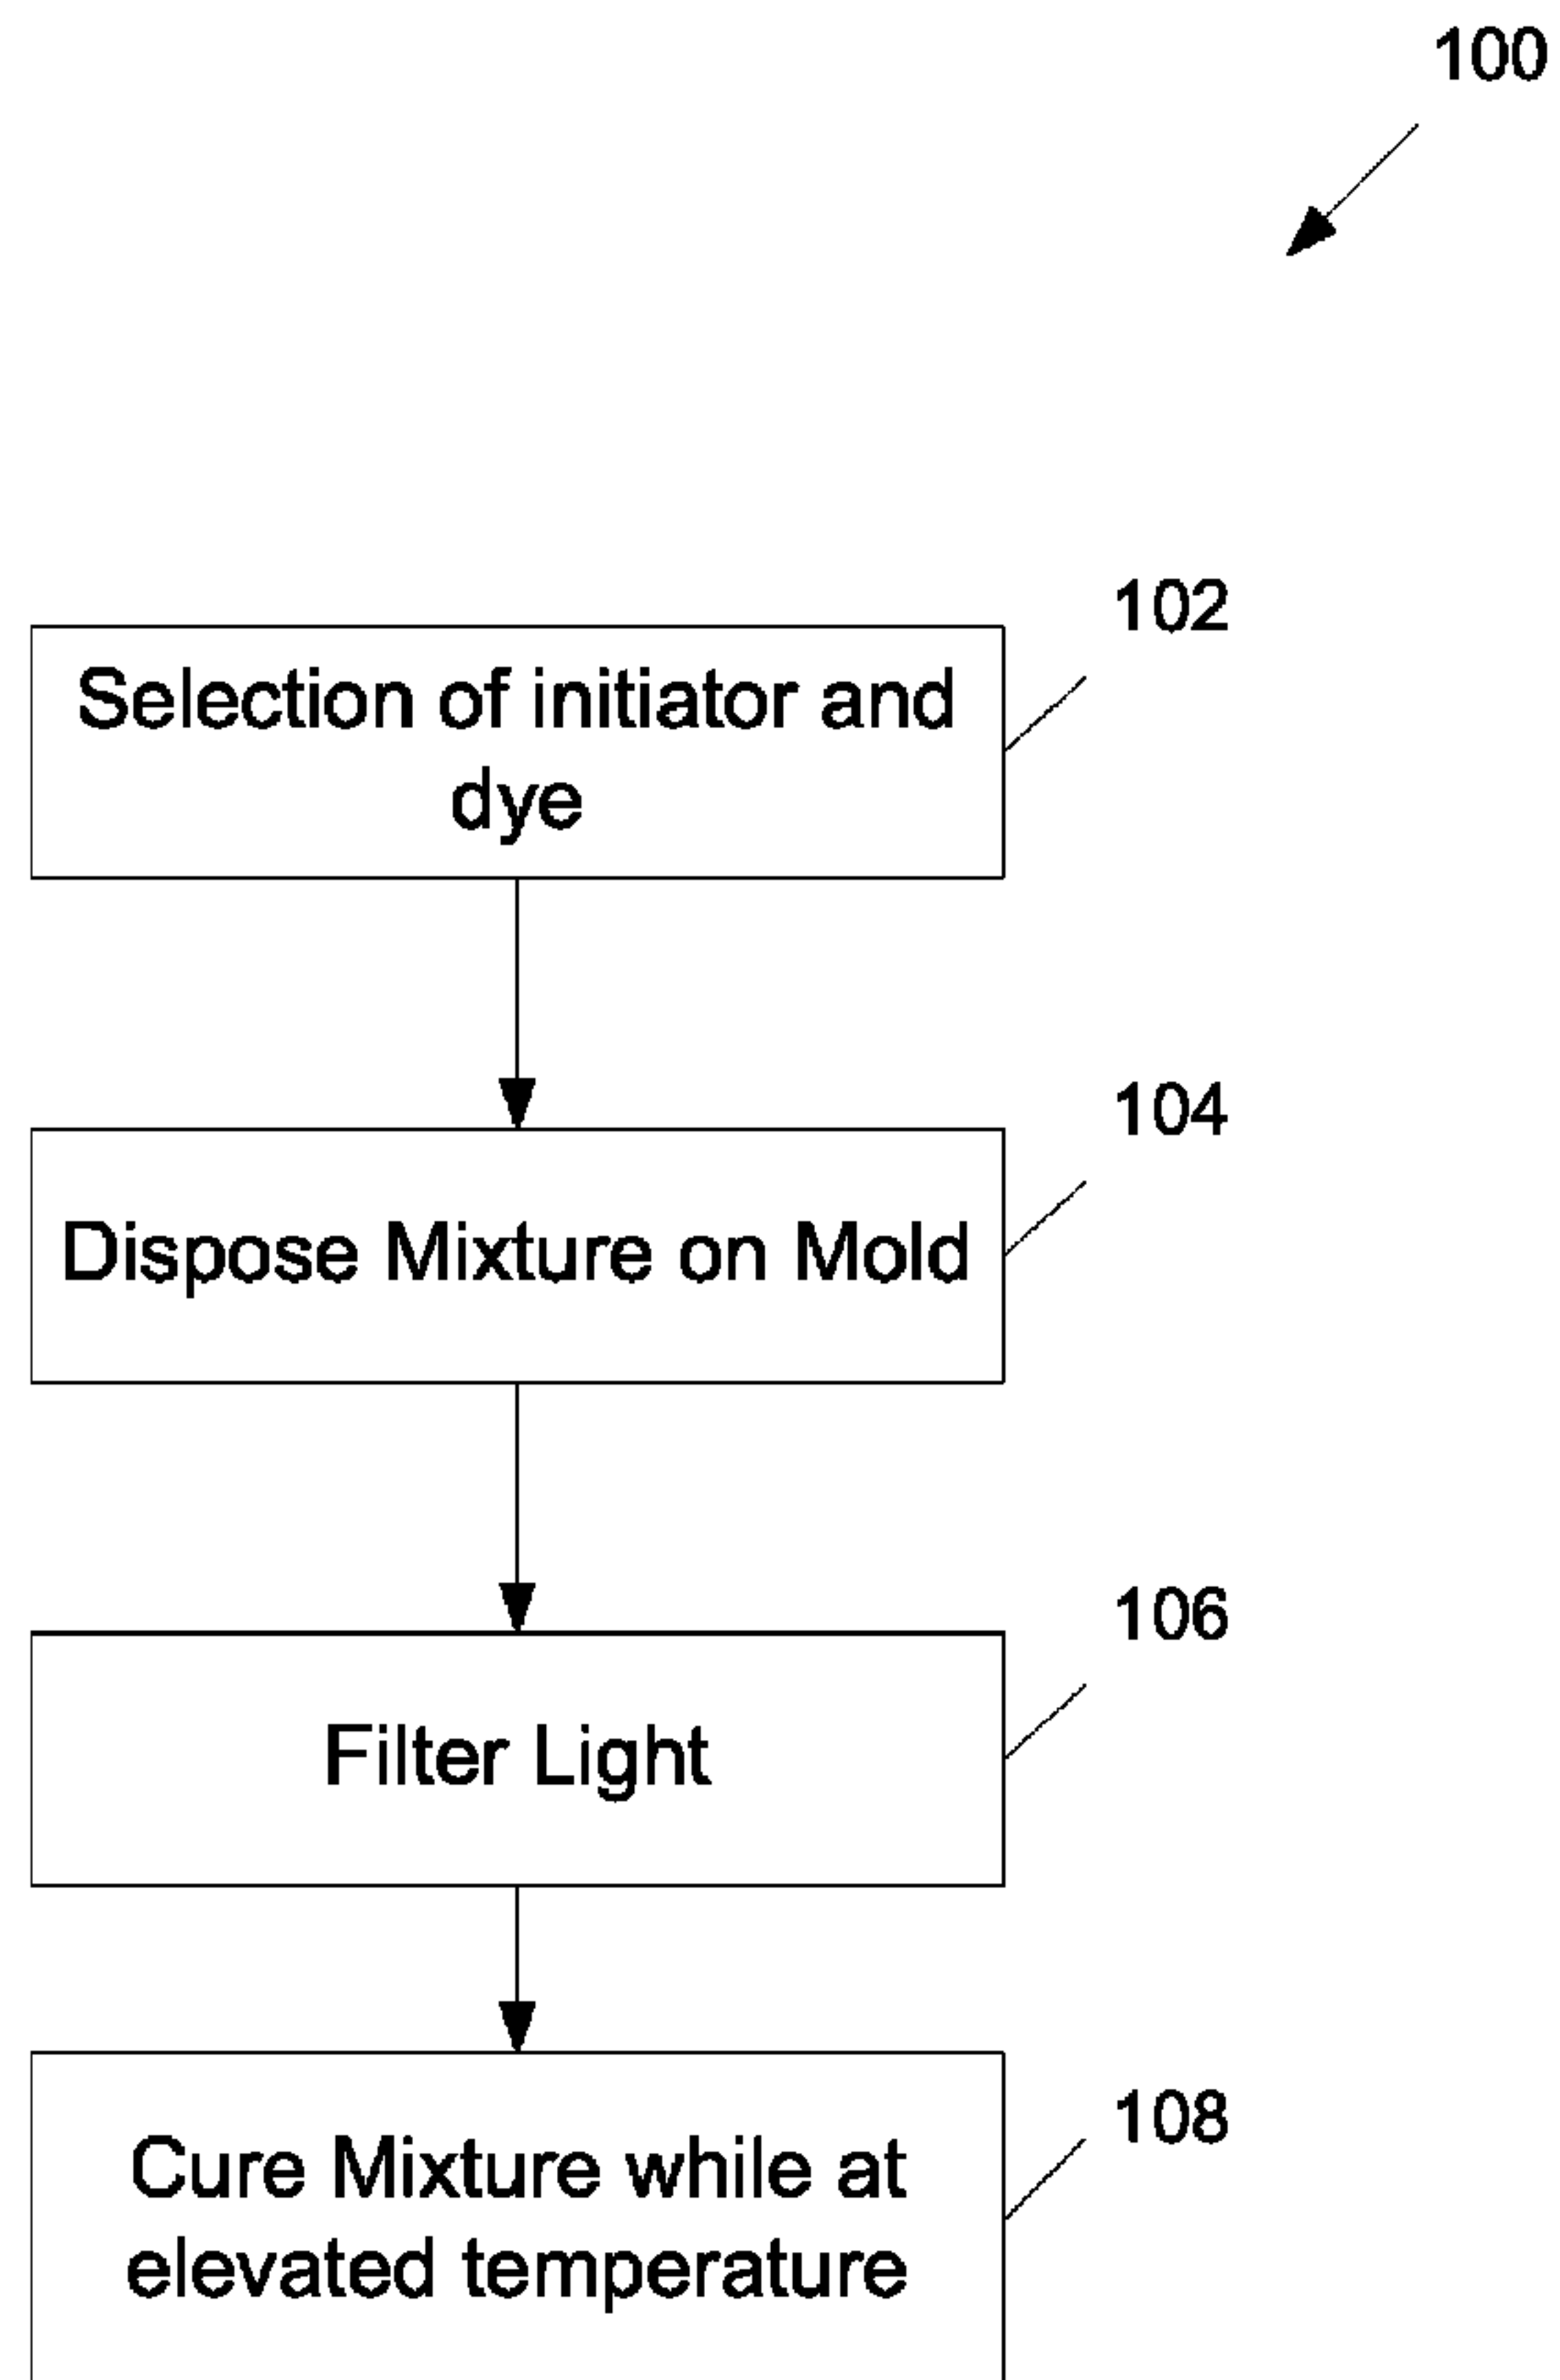 100
102
Selection of initiator and
dye
104
Dispose Mixture on Mold
106
Filter Light
108
Cure Mixture while at
elevated temperature